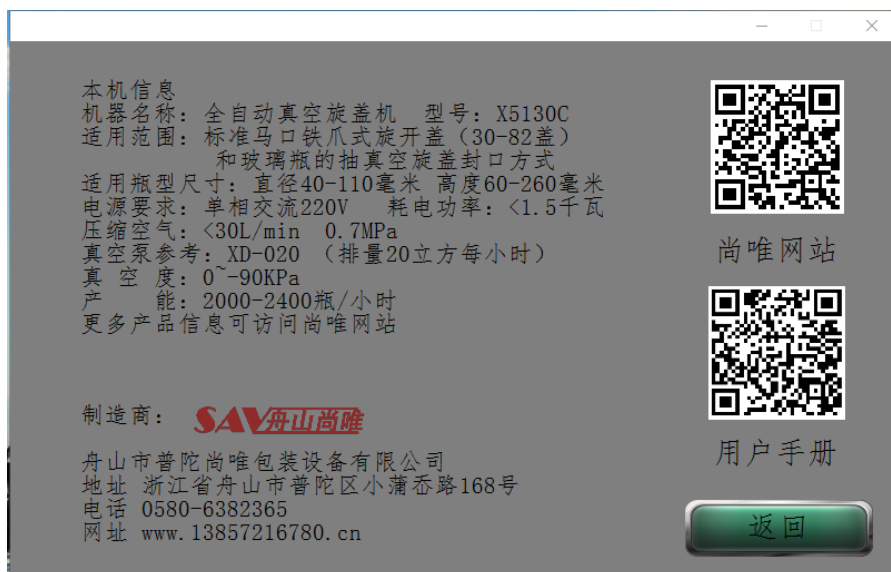 本机信息
机器名称：全自动真空旋盖机 型号：X5130C
适用范围：标准马口铁爪式旋开盖（30-82盖）
和玻璃瓶的抽真空旋盖封口方式
适用瓶型尺寸：直径40-110毫米 高度60-260毫米
电源要求：单相交流220V 耗电功率：<1.5千瓦
压缩空气：<30L/min 0.7MPa
真空泵参考：XD-020 （排量20立方每小时）
真 空 度：0~-90KPa
产 能：2000-2400瓶/小时
更多产品信息可访问尚唯网站
制造商： SAV舟山尚唯
舟山市普陀尚唯包装设备有限公司
地址 浙江省舟山市普陀区小蒲岙路168号
电话 0580-6382365
网址 www.13857216780.cn
尚唯网站
用户手册
返回